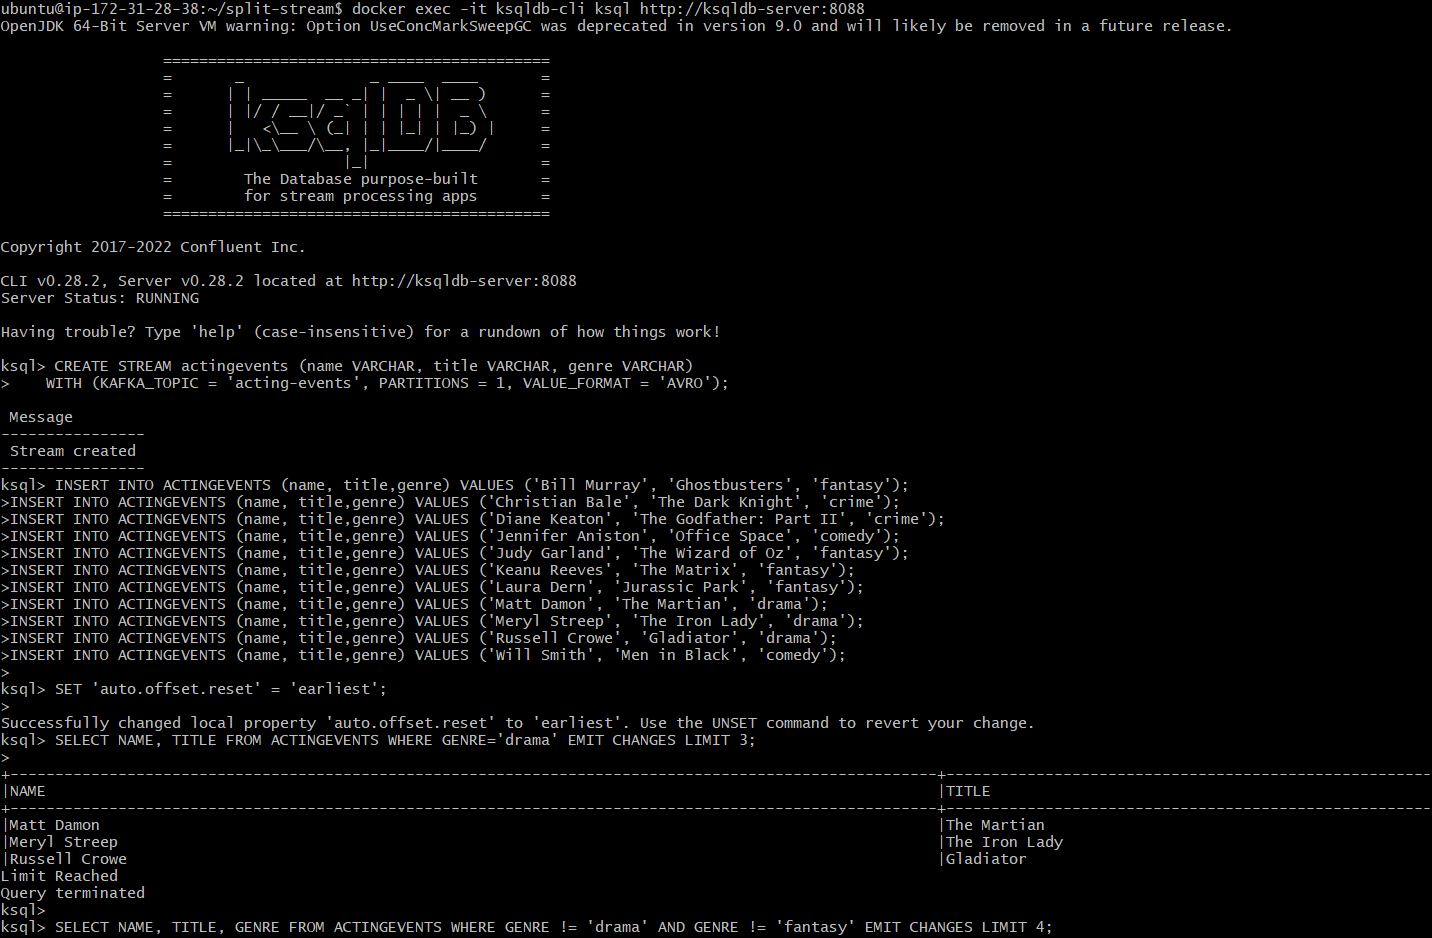 ubuntu@ip-172-31-28-38:~/split-stream$ docker exec -it ksqldb-cli ksql http://ksqldb-server:8088
OpenJDK 64-Bit Server VM warning: Option UseConcMarkSweepGC was deprecated in version 9.0 and will likely be removed in a future release.
                  ===========================================
                  =       _              _ ____  ____       =
                  =      | | _____  __ _| |  _ \| __ )      =
                  =      | |/ / __|/ _` | | | | |  _ \      =
                  =      |   <\__ \ (_| | | |_| | |_) |     =
                  =      |_|\_\___/\__, |_|____/|____/      =
                  =                   |_|                   =
                  =        The Database purpose-built       =
                  =        for stream processing apps       =
                  ===========================================
Copyright 2017-2022 Confluent Inc.
CLI v0.28.2, Server v0.28.2 located at http://ksqldb-server:8088
Server Status: RUNNING
Having trouble? Type 'help' (case-insensitive) for a rundown of how things work!
ksql> CREATE STREAM actingevents (name VARCHAR, title VARCHAR, genre VARCHAR)
>    WITH (KAFKA_TOPIC = 'acting-events', PARTITIONS = 1, VALUE_FORMAT = 'AVRO');
 Message
----------------
 Stream created
----------------
ksql> INSERT INTO ACTINGEVENTS (name, title,genre) VALUES ('Bill Murray', 'Ghostbusters', 'fantasy');
>INSERT INTO ACTINGEVENTS (name, title,genre) VALUES ('Christian Bale', 'The Dark Knight', 'crime');
>INSERT INTO ACTINGEVENTS (name, title,genre) VALUES ('Diane Keaton', 'The Godfather: Part II', 'crime');
>INSERT INTO ACTINGEVENTS (name, title,genre) VALUES ('Jennifer Aniston', 'Office Space', 'comedy');
>INSERT INTO ACTINGEVENTS (name, title,genre) VALUES ('Judy Garland', 'The Wizard of Oz', 'fantasy');
>INSERT INTO ACTINGEVENTS (name, title,genre) VALUES ('Keanu Reeves', 'The Matrix', 'fantasy');
>INSERT INTO ACTINGEVENTS (name, title,genre) VALUES ('Laura Dern', 'Jurassic Park', 'fantasy');
>INSERT INTO ACTINGEVENTS (name, title,genre) VALUES ('Matt Damon', 'The Martian', 'drama');
>INSERT INTO ACTINGEVENTS (name, title,genre) VALUES ('Meryl Streep', 'The Iron Lady', 'drama');
>INSERT INTO ACTINGEVENTS (name, title,genre) VALUES ('Russell Crowe', 'Gladiator', 'drama');
>INSERT INTO ACTINGEVENTS (name, title,genre) VALUES ('Will Smith', 'Men in Black', 'comedy');
>
ksql> SET 'auto.offset.reset' = 'earliest';
>
Successfully changed local property 'auto.offset.reset' to 'earliest'. Use the UNSET command to revert your change.
ksql> SELECT NAME, TITLE FROM ACTINGEVENTS WHERE GENRE='drama' EMIT CHANGES LIMIT 3;
>
+-------------------------------------------------------------------------------------------------------+------------------------------------------------------
|NAME |TITLE
+-------------------------------------------------------------------------------------------------------+------------------------------------------------------
|Matt Damon |The Martian
|Meryl Streep |The Iron Lady
|Russell Crowe |Gladiator
Limit Reached
Query terminated
ksql>
ksql> SELECT NAME, TITLE, GENRE FROM ACTINGEVENTS WHERE GENRE != 'drama' AND GENRE != 'fantasy' EMIT CHANGES LIMIT 4;